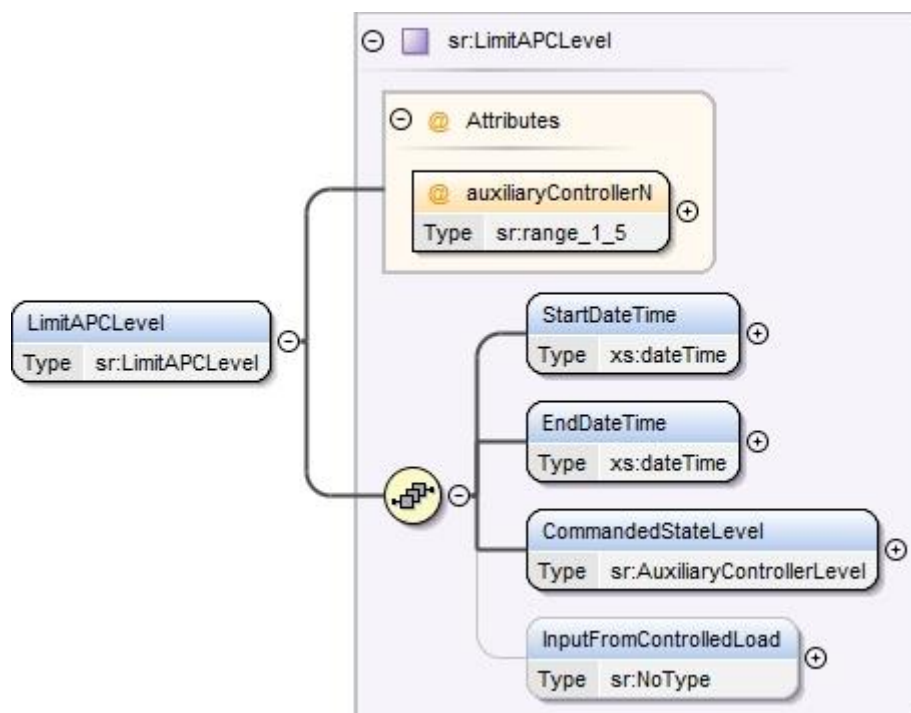 sr:LimitAPCLevel
@ Attributes
@ auxiliaryControllerN
Type sr:range_1_5
LimitAPCLevel
Type sr:LimitAPCLevel
StartDateTime
Type xs:dateTime
EndDateTime
Type xs:dateTime
CommandedStateLevel
Type sr:AuxiliaryControllerLevel
InputFromControlledLoad
Type sr:NoType